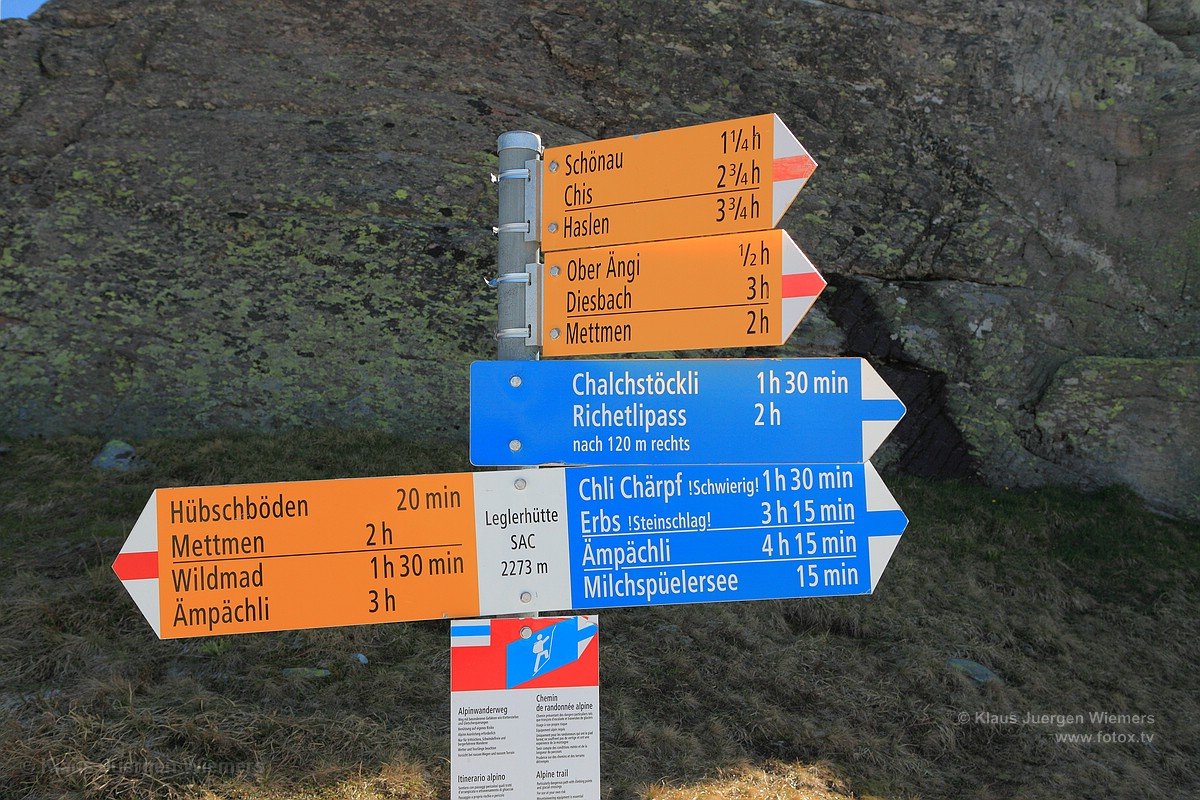 Schönau 1¼ h
Chis 2¾ h
Haslen 3¾ h
Ober Ängi ½ h
Diesbach 3 h
Mettmen 2 h
Chalchstöckli 1 h 30 min
Richetlipass 2 h
nach 120 m rechts
Hübschböden 20 min
Mettmen 2 h
Wildmad 1 h 30 min
Ämpächli 3 h
Leglerhütte
SAC
2273 m
Chli Chärpf !Schwierig! 1 h 30 min
Erbs !Steinschlag! 3 h 15 min
Ämpächli 4 h 15 min
Milchspüelersee 15 min
Alpinwanderweg
Chemin
de randonnée alpine
Itinerario alpino
Alpine trail
© Klaus Juergen Wiemers
www.fotox.tv
Klaus Juergen Wiemers